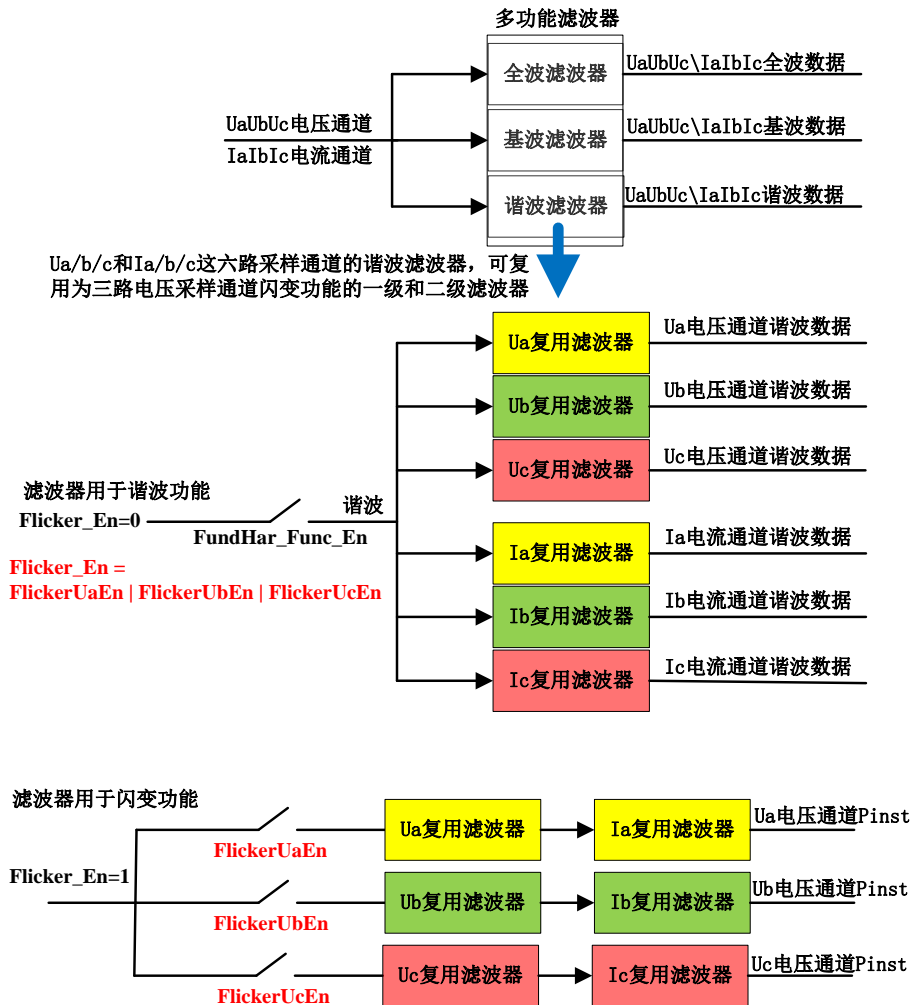 多功能滤波器
全波滤波器
UaUbUc\IaIbIc全波数据
UaUbUc电压通道
IaIbIc电流通道
基波滤波器
UaUbUc\IaIbIc基波数据
谐波滤波器
UaUbUc\IaIbIc谐波数据
Ua/b/c和Ia/b/c这六路采样通道的谐波滤波器，可复
用为三路电压采样通道闪变功能的一级和二级滤波器
Ua复用滤波器
Ua电压通道谐波数据
Ub复用滤波器
Ub电压通道谐波数据
Uc复用滤波器
Uc电压通道谐波数据
滤波器用于谐波功能
Flicker_En=0
FundHar_Func_En
谐波
Flicker_En =
FlickerUaEn | FlickerUbEn | FlickerUcEn
Ia复用滤波器
Ia电流通道谐波数据
Ib复用滤波器
Ib电流通道谐波数据
Ic复用滤波器
Ic电流通道谐波数据
滤波器用于闪变功能
Flicker_En=1
FlickerUaEn
Ua复用滤波器
Ia复用滤波器
Ua电压通道Pinst
FlickerUbEn
Ub复用滤波器
Ib复用滤波器
Ub电压通道Pinst
FlickerUcEn
Uc复用滤波器
Ic复用滤波器
Uc电压通道Pinst